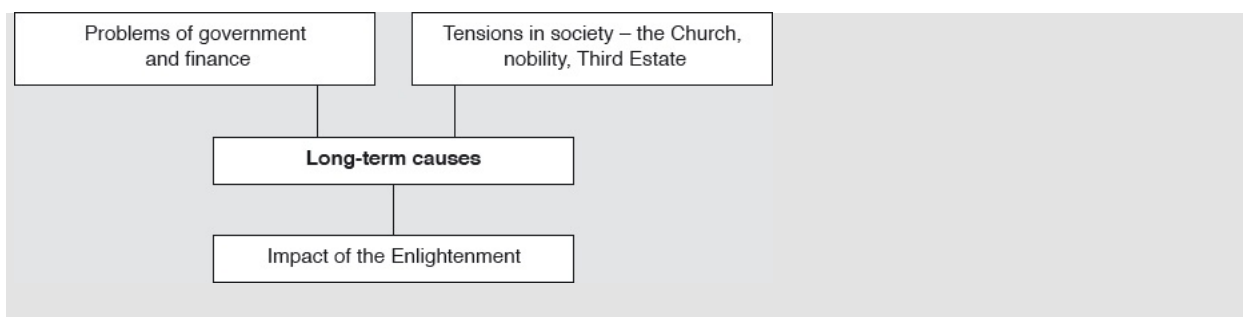 Problems of government
and finance
Tensions in society – the Church,
nobility, Third Estate
Long-term causes
Impact of the Enlightenment